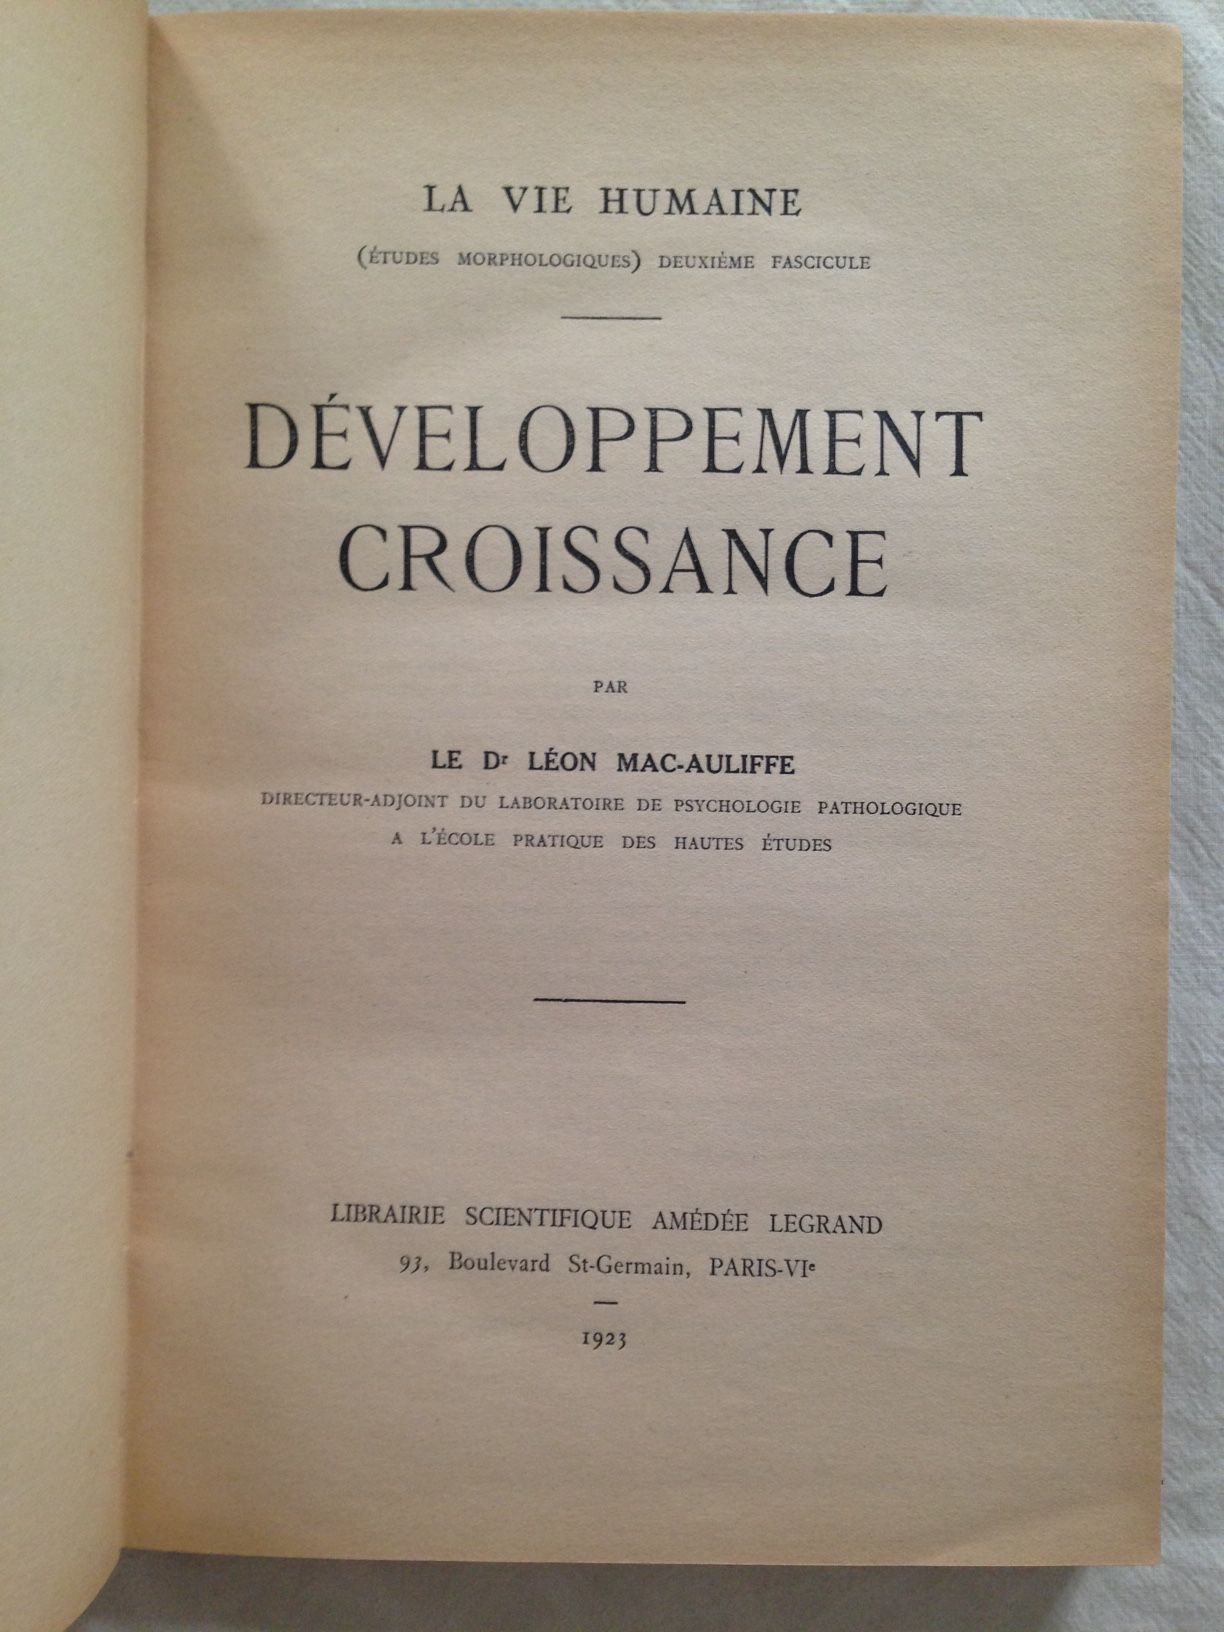 LA VIE HUMAINE
(ÉTUDES MORPHOLOGIQUES) DEUXIÉME FASCICULE
DÉVELOPPEMENT
CROISSANCE
PAR
LE Dr LÉON MAC-AULIFFE
DIRECTEUR-ADJOINT DU LABORATOIRE DE PSYCHOLOGIE PATHOLOGIQUE
A L'ÉCOLE PRATIQUE DES HAUTES ÉTUDES
LIBRAIRIE SCIENTIFIQUE AMÉDÉE LEGRAND
93, Boulevard St-Germain, PARIS-VIe
1923